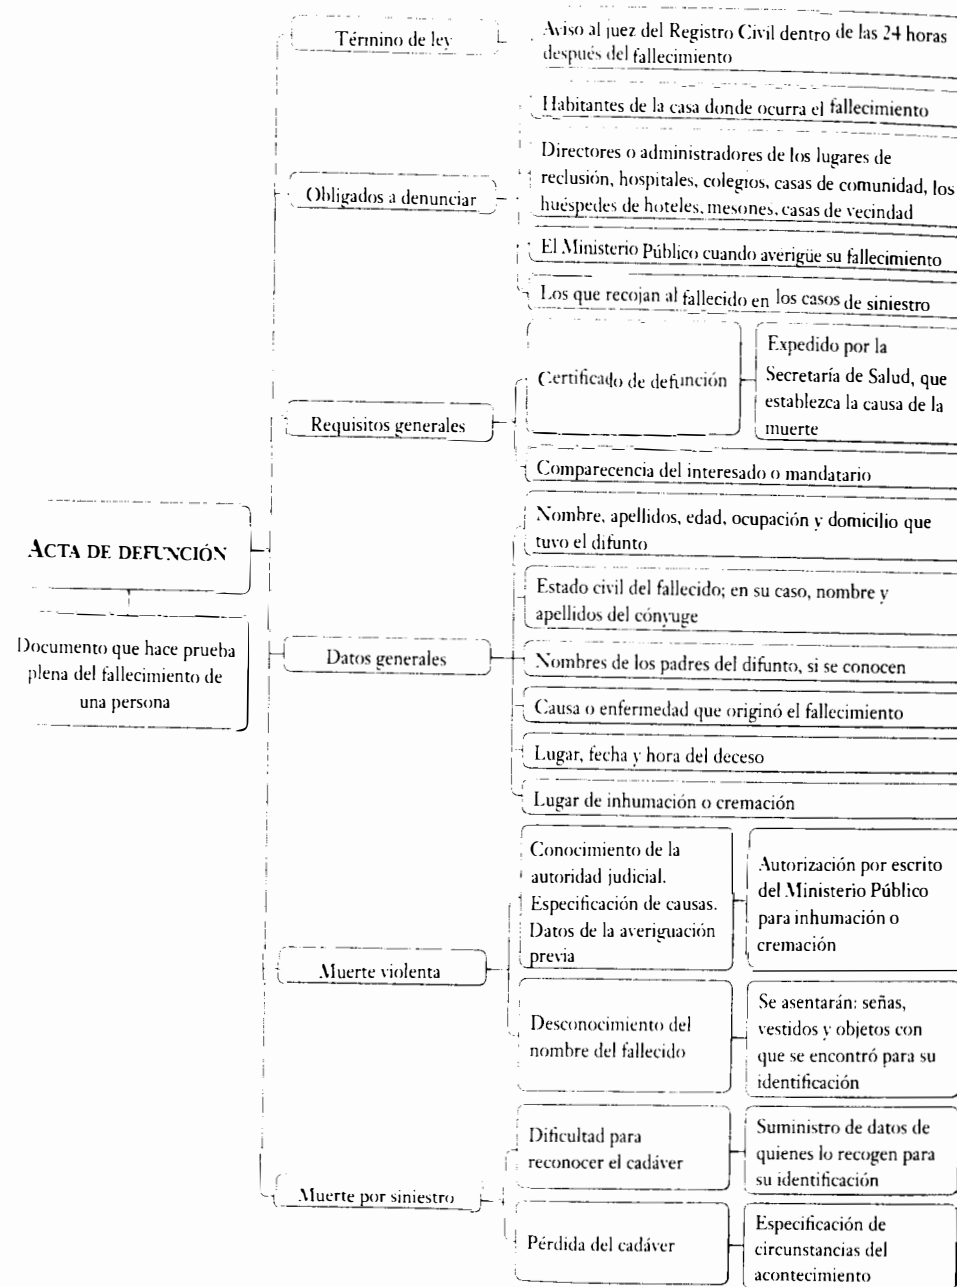 Término de ley
Aviso al juez del Registro Civil dentro de las 24 horas
después del fallecimiento
Obligados a denunciar
Habitantes de la casa donde ocurra el fallecimiento
Directores o administradores de los lugares de
reclusión, hospitales, colegios, casas de comunidad, los
huéspedes de hoteles, mesones, casas de vecindad
El Ministerio Público cuando averigüe su fallecimiento
Los que recojan al fallecido en los casos de siniestro
Requisitos generales
Certificado de defunción
Expedido por la
Secretaría de Salud, que
establezca la causa de la
muerte
Comparecencia del interesado o mandatario
ACTA DE DEFUNCIÓN
Documento que hace prueba
plena del fallecimiento de
una persona
Datos generales
Nombre, apellidos, edad, ocupación y domicilio que
tuvo el difunto
Estado civil del fallecido; en su caso, nombre y
apellidos del cónyuge
Nombres de los padres del difunto, si se conocen
Causa o enfermedad que originó el fallecimiento
Lugar, fecha y hora del deceso
Lugar de inhumación o cremación
Muerte violenta
Conocimiento de la
autoridad judicial.
Especificación de causas.
Datos de la averiguación
previa
Autorización por escrito
del Ministerio Público
para inhumación o
cremación
Desconocimiento del
nombre del fallecido
Se asentarán: señas,
vestidos y objetos con
que se encontró para su
identificación
Muerte por siniestro
Dificultad para
reconocer el cadáver
Suministro de datos de
quienes lo recogen para
su identificación
Pérdida del cadáver
Especificación de
circunstancias del
acontecimiento